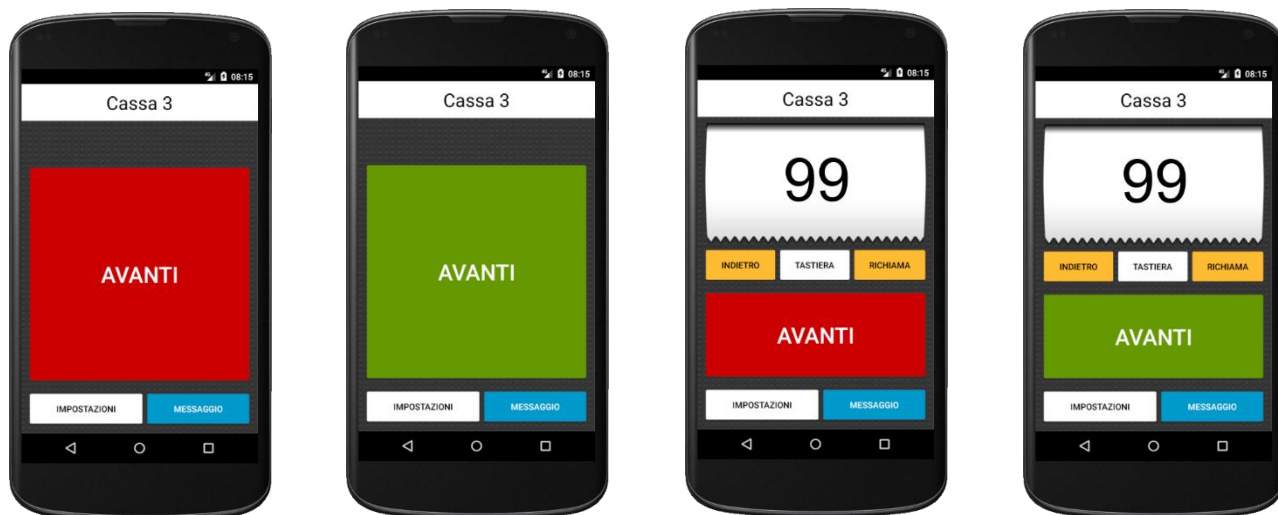 08:15
Cassa 3
AVANTI
IMPOSTAZIONI MESSAGGIO
08:15
Cassa 3
AVANTI
IMPOSTAZIONI MESSAGGIO
08:15
Cassa 3
99
INDIETRO TASTIERA RICHIAMA
AVANTI
IMPOSTAZIONI MESSAGGIO
08:15
Cassa 3
99
INDIETRO TASTIERA RICHIAMA
AVANTI
IMPOSTAZIONI MESSAGGIO